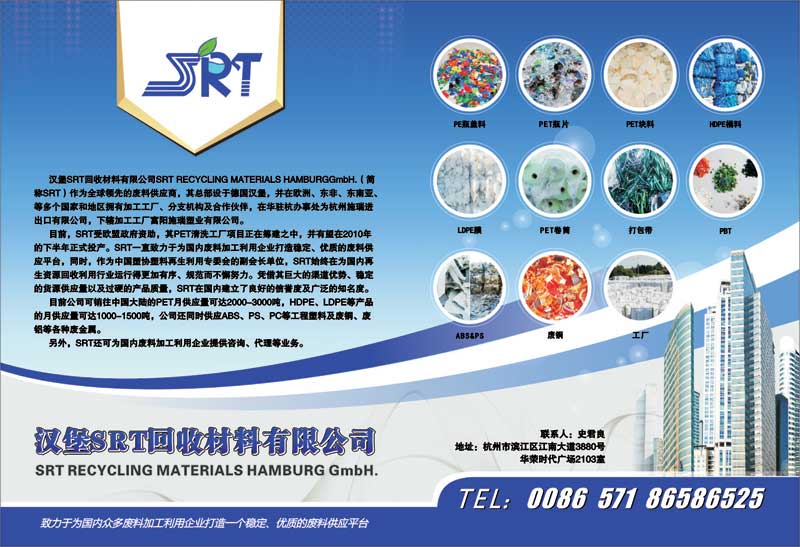 SRT
汉堡SRT回收材料有限公司SRT RECYCLING MATERIALS HAMBURGGmbH.（简
称SRT）作为全球领先的废料供应商，其总部设于德国汉堡，并在欧洲、东非、东南亚、
等多个国家和地区拥有加工工厂、分支机构及合作伙伴，在华驻杭办事处为杭州施瑞进
出口有限公司，下辖加工工厂富阳施瑞塑业有限公司。
目前，SRT受欧盟政府资助，其PET清洗工厂项目正在筹建之中，并有望在2010年
的下半年正式投产。SRT一直致力于为国内废料加工利用企业打造稳定、优质的废料供
应平台，同时，作为中国塑协塑料再生利用专委会的副会长单位，SRT始终在为国内再
生资源回收利用行业运行得更加有序、规范而不懈努力。凭借其巨大的渠道优势、稳定
的货源供应量以及过硬的产品质量，SRT在国内建立了良好的信誉度及广泛的知名度。
目前公司可销往中国大陆的PET月供应量可达2000-3000吨，HDPE、LDPE等产品
的月供应量可达1000-1500吨，公司还同时供应ABS、PS、PC等工程塑料及废铜、废
铝等各种废金属。
另外，SRT还可为国内废料加工利用企业提供咨询、代理等业务。
PE瓶盖料
PET瓶片
PET块料
HDPE桶料
LDPE膜
PET卷筒
打包带
PBT
ABS&PS
废铜
工厂
汉堡SRT回收材料有限公司
SRT RECYCLING MATERIALS HAMBURG GmbH.
联系人：史君良
地址：杭州市滨江区江南大道3880号
华荣时代广场2103室
TEL: 0086 571 86586525
致力于为国内众多废料加工利用企业打造一个稳定、优质的废料供应平台